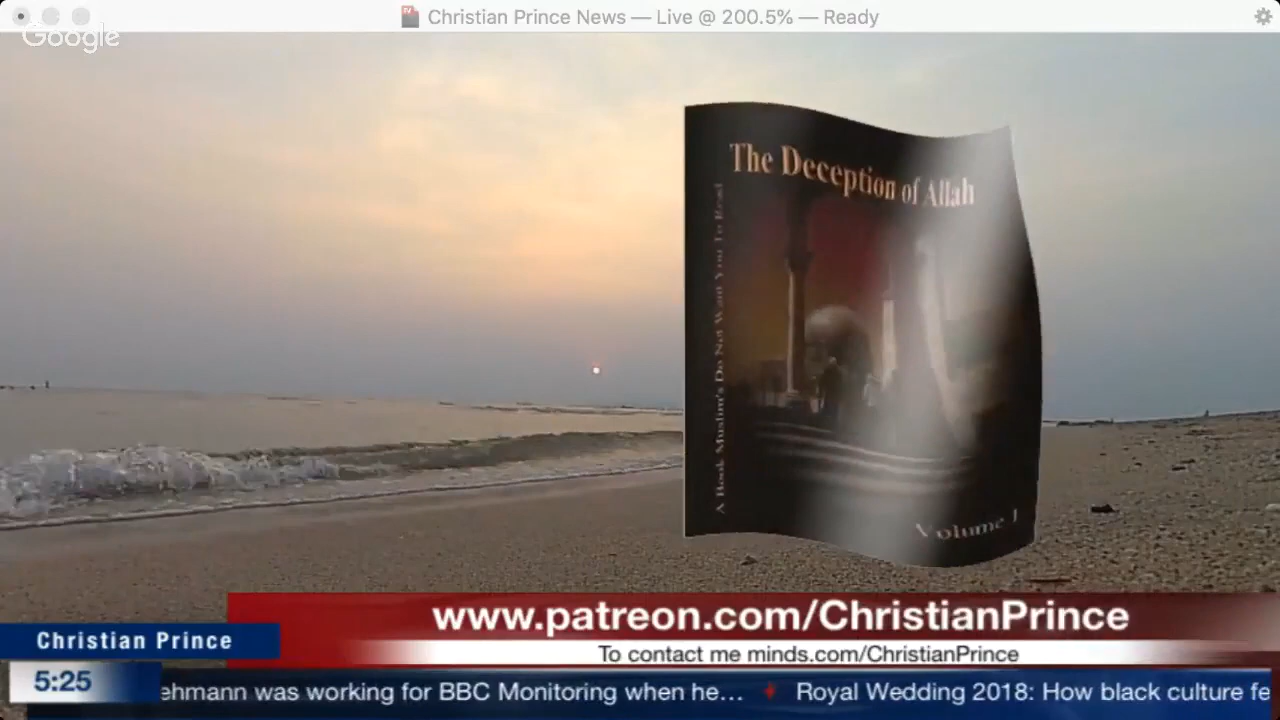 Christian Prince News — Live @ 200.5% — Ready
Google
The Deception of Allah
A Book Muslim's Do Not Want You To Read
Volume 1
www.patreon.com/ChristianPrince
Christian Prince
To contact me minds.com/ChristianPrince
5:25
ehmann was working for BBC Monitoring when he... Royal Wedding 2018: How black culture fe